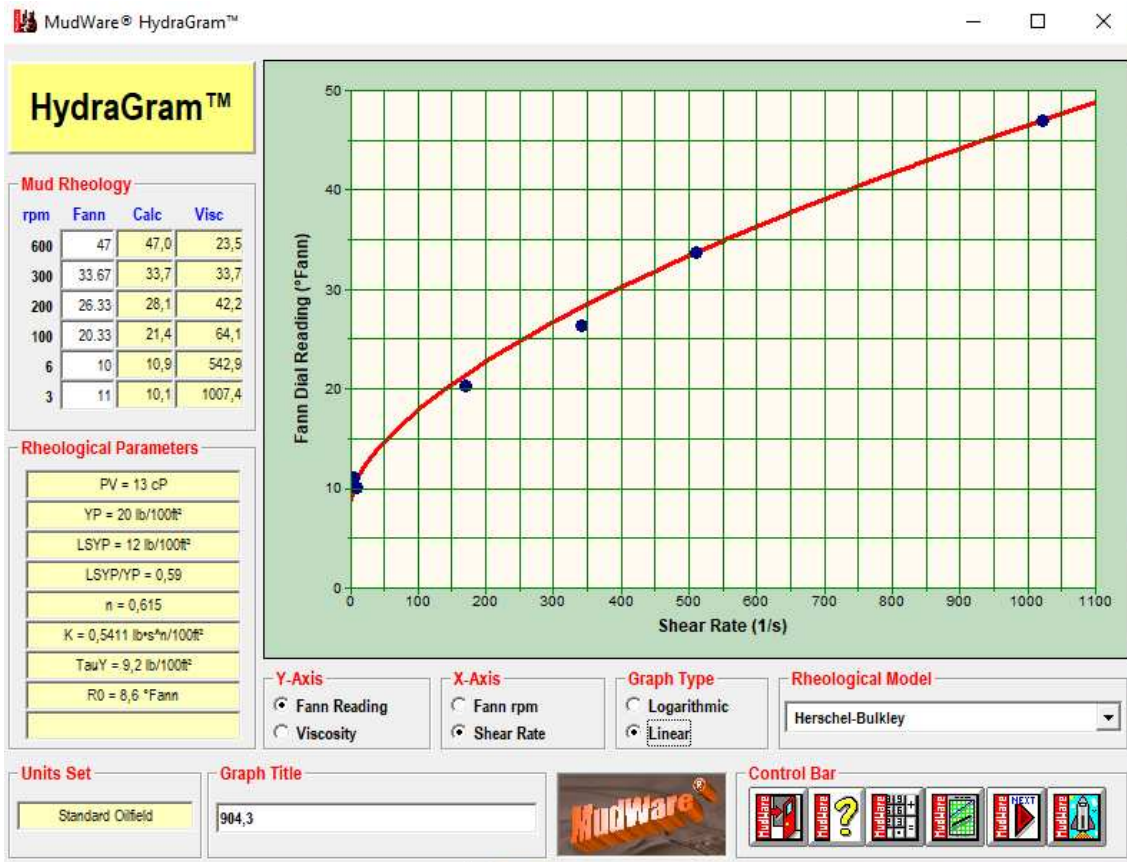 MudWare® HydraGram™
HydraGram™
Mud Rheology
rpm Fann Calc Visc
600 47 47,0 23,5
300 33.67 33,7 33,7
200 26.33 28,1 42,2
100 20.33 21,4 64,1
6 10 10,9 542,9
3 11 10,1 1007,4
Rheological Parameters
PV = 13 cP
YP = 20 lb/100ft²
LSYP = 12 lb/100ft²
LSYP/YP = 0,59
n = 0,615
K = 0,5411 lb•s^n/100ft²
TauY = 9,2 lb/100ft²
R0 = 8,6 °Fann
Fann Dial Reading (°Fann)
50
40
30
20
10
0
0 100 200 300 400 500 600 700 800 900 1000 1100
Shear Rate (1/s)
Y-Axis
Fann Reading
Viscosity
X-Axis
Fann rpm
Shear Rate
Graph Type
Logarithmic
Linear
Rheological Model
Herschel-Bulkley
Units Set
Standard Oilfield
Graph Title
904,3
MudWare®
Control Bar
MudWare MudWare MudWare MudWare MudWare NEXT MudWare